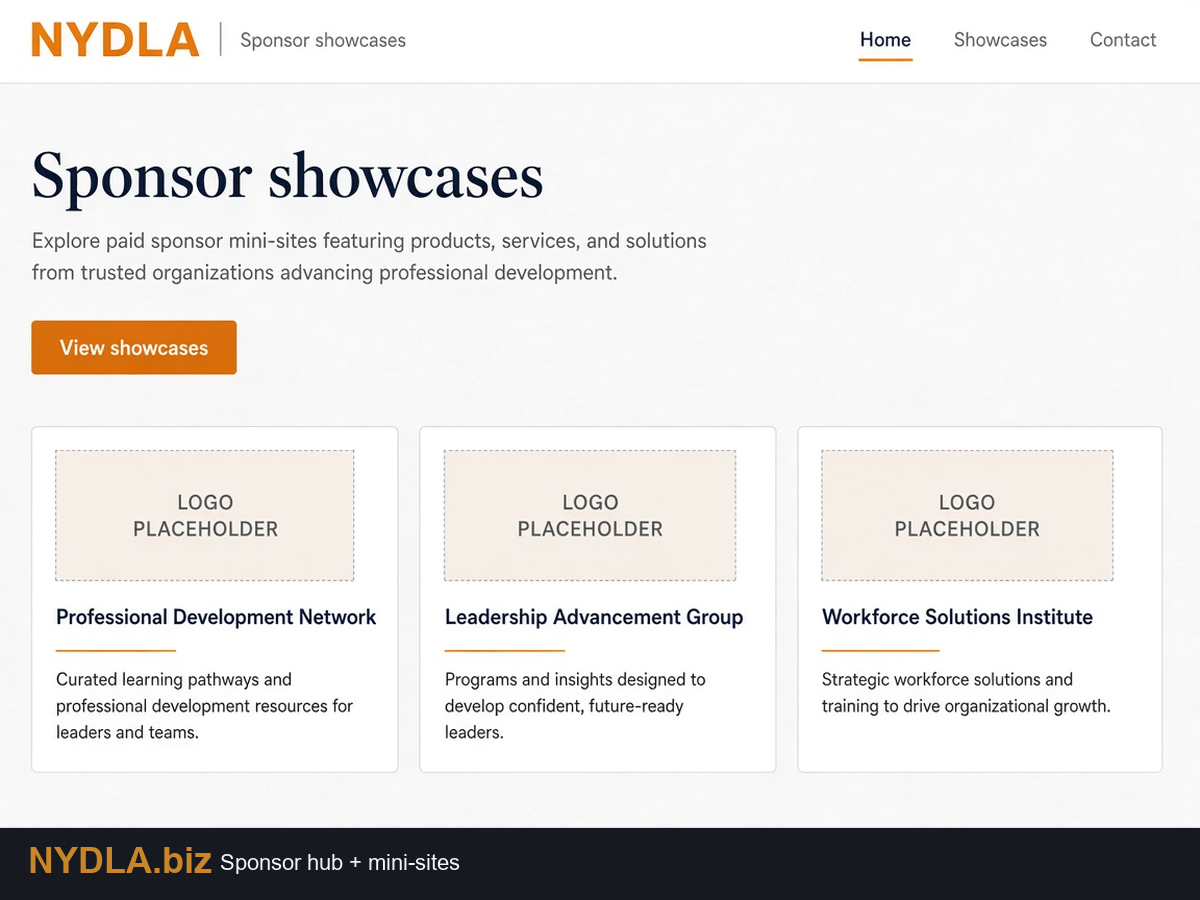 NYDLA Sponsor showcases Home Showcases Contact
Sponsor showcases
Explore paid sponsor mini-sites featuring products, services, and solutions
from trusted organizations advancing professional development.
View showcases
LOGO
PLACEHOLDER
Professional Development Network
Curated learning pathways and
professional development resources for
leaders and teams.
LOGO
PLACEHOLDER
Leadership Advancement Group
Programs and insights designed to
develop confident, future-ready
leaders.
LOGO
PLACEHOLDER
Workforce Solutions Institute
Strategic workforce solutions and
training to drive organizational growth.
NYDLA.biz Sponsor hub + mini-sites